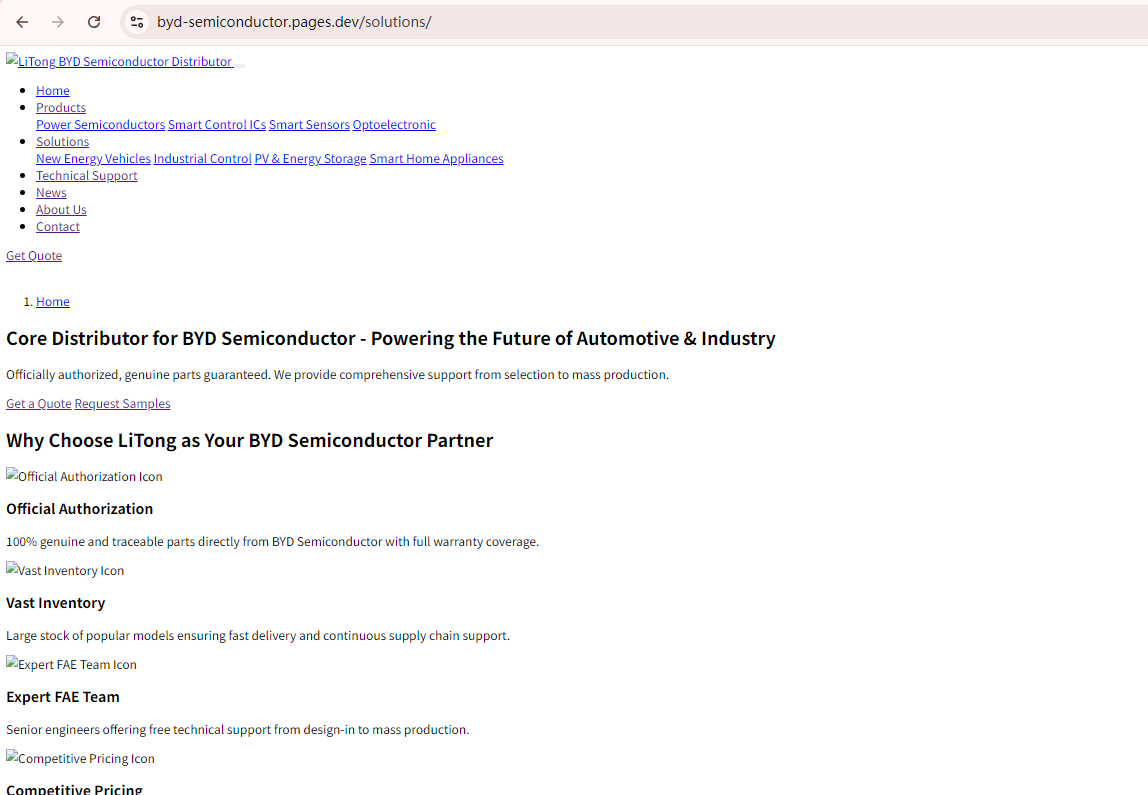 byd-semiconductor.pages.dev/solutions/
LiTong BYD Semiconductor Distributor
Home
Products
Power Semiconductors Smart Control ICs Smart Sensors Optoelectronic
Solutions
New Energy Vehicles Industrial Control PV & Energy Storage Smart Home Appliances
Technical Support
News
About Us
Contact
Get Quote
1. Home
Core Distributor for BYD Semiconductor - Powering the Future of Automotive & Industry
Officially authorized, genuine parts guaranteed. We provide comprehensive support from selection to mass production.
Get a Quote Request Samples
Why Choose LiTong as Your BYD Semiconductor Partner
Official Authorization Icon
Official Authorization
100% genuine and traceable parts directly from BYD Semiconductor with full warranty coverage.
Vast Inventory Icon
Vast Inventory
Large stock of popular models ensuring fast delivery and continuous supply chain support.
Expert FAE Team Icon
Expert FAE Team
Senior engineers offering free technical support from design-in to mass production.
Competitive Pricing Icon
Competitive Pricing